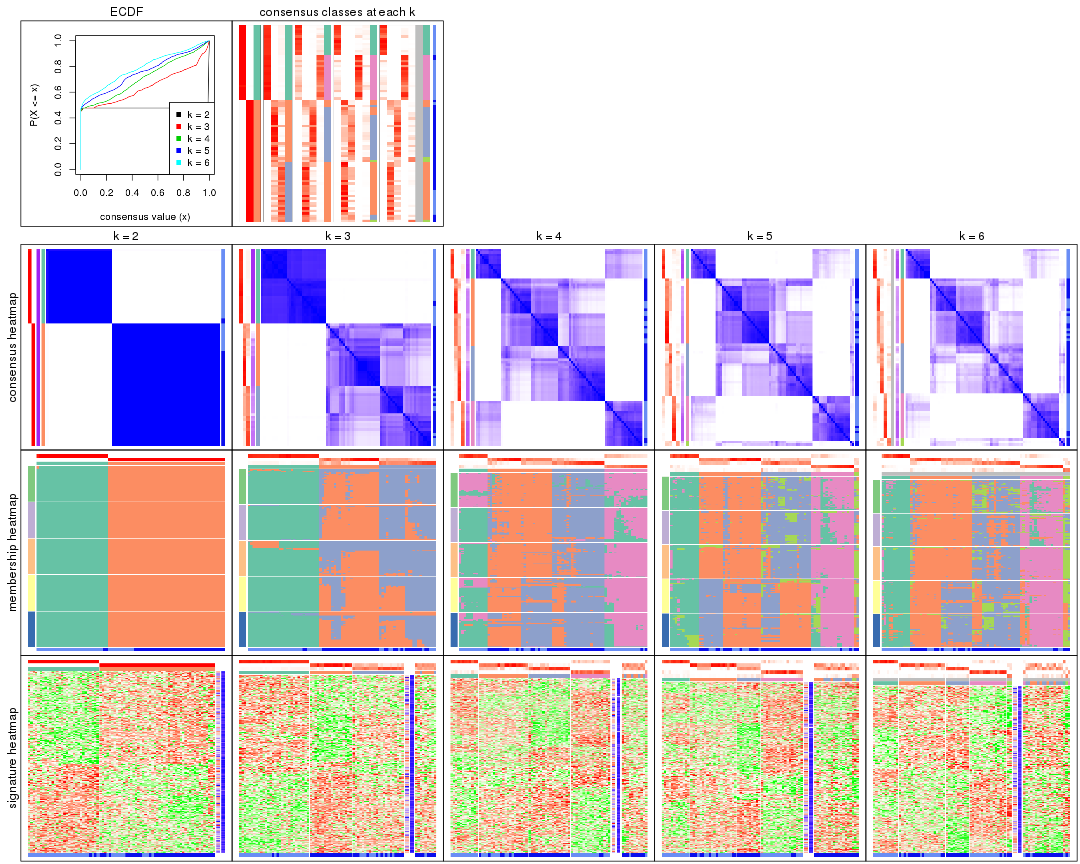 ECDF
consensus classes at each k
P(X <= x)
0.0
0.2
0.4
0.6
0.8
1.0
k = 2
k = 3
k = 4
k = 5
k = 6
0.0 0.2 0.4 0.6 0.8 1.0
consensus value (x)
k = 2
k = 3
k = 4
k = 5
k = 6
consensus heatmap
membership heatmap
signature heatmap